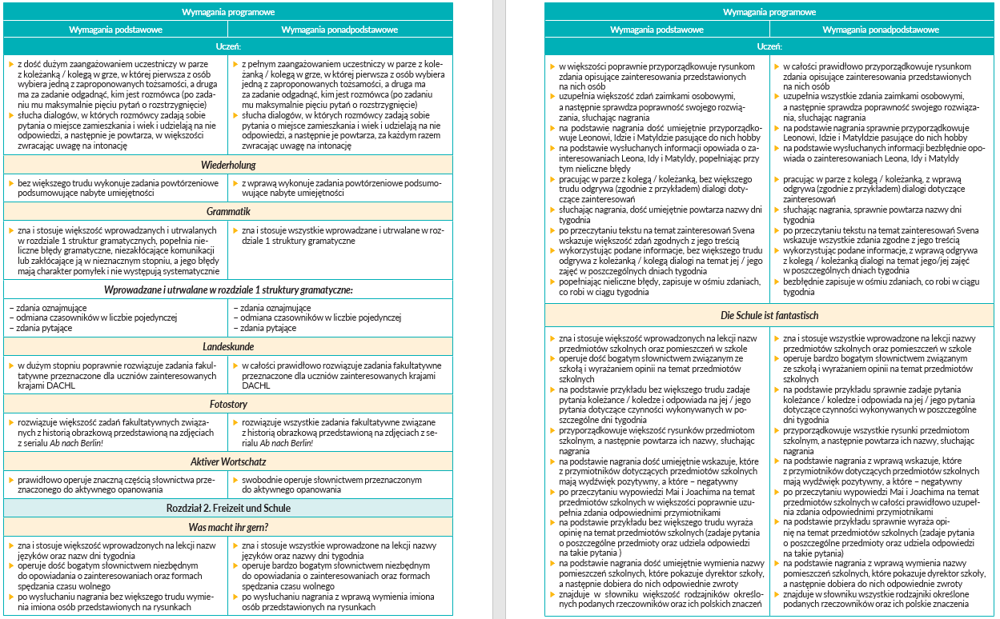 Wymagania programowe
Wymagania podstawowe
Wymagania ponadpodstawowe
Uczeń:
z dość dużym zaangażowaniem uczestniczy w parze
z koleżanką / kolegą w grze, w której pierwsza z osób
wybiera jedną z zaproponowanych tożsamości, a druga
ma za zadanie odgadnąć, kim jest rozmówca (po zada-
niu mu maksymalnie pięciu pytań o rozstrzygnięcie)
słucha dialogów, w których rozmówcy zadają sobie
pytania o miejsce zamieszkania i wiek i udzielają na nie
odpowiedzi, a następnie je powtarza, w większości
zwracając uwagę na intonację
z pełnym zaangażowaniem uczestniczy w parze z kole-
żanką / kolegą w grze, w której pierwsza z osób wybiera
jedną z zaproponowanych tożsamości, a druga ma
za zadanie odgadnąć, kim jest rozmówca (po zadaniu
mu maksymalnie pięciu pytań o rozstrzygnięcie)
słucha dialogów, w których rozmówcy zadają sobie
pytania o miejsce zamieszkania i wiek i udzielają na nie
odpowiedzi, a następnie je powtarza, za każdym razem
zwracając uwagę na intonację
Wiederholung
bez większego trudu wykonuje zadania powtórzeniowe
podsumowujące nabyte umiejętności
z wprawą wykonuje zadania powtórzeniowe podsumo-
wujące nabyte umiejętności
Grammatik
zna i stosuje większość wprowadzanych i utrwalanych
w rozdziale 1 struktur gramatycznych, popełnia nie-
liczne błędy gramatyczne, niezakłócające komunikacji
lub zakłócające ją w nieznacznym stopniu, a jego błędy
mają charakter pomyłek i nie występują systematycznie
zna i stosuje wszystkie wprowadzane i utrwalane w roz-
dziale 1 struktury gramatyczne
Wprowadzane i utrwalane w rozdziale 1 struktury gramatyczne:
– zdania oznajmujące
– odmiana czasowników w liczbie pojedynczej
– zdania pytające
– zdania oznajmujące
– odmiana czasowników w liczbie pojedynczej
– zdania pytające
Landeskunde
w dużym stopniu poprawnie rozwiązuje zadania fakul-
tatywne przeznaczone dla uczniów zainteresowanych
krajami DACHL
w całości prawidłowo rozwiązuje zadania fakultatywne
przeznaczone dla uczniów zainteresowanych krajami
DACHL
Fotostory
rozwiązuje większość zadań fakultatywnych związa-
nych z historią obrazkową przedstawioną na zdjęciach
z serialu Ab nach Berlin!
rozwiązuje wszystkie zadania fakultatywne związane
z historią obrazkową przedstawioną na zdjęciach z se-
rialu Ab nach Berlin!
Aktiver Wortschatz
prawidłowo operuje znaczną częścią słownictwa prze-
znaczonego do aktywnego opanowania
swobodnie operuje słownictwem przeznaczonym
do aktywnego opanowania
Rozdział 2. Freizeit und Schule
Was macht ihr gern?
zna i stosuje większość wprowadzonych na lekcji nazw
języków oraz nazw dni tygodnia
operuje dość bogatym słownictwem niezbędnym
do opowiadania o zainteresowaniach oraz formach
spędzania czasu wolnego
po wysłuchaniu nagrania bez większego trudu wymie-
nia imiona osób przedstawionych na rysunkach
zna i stosuje wszystkie wprowadzone na lekcji nazwy
języków oraz nazwy dni tygodnia
operuje bardzo bogatym słownictwem niezbędnym
do opowiadania o zainteresowaniach oraz formach
spędzania czasu wolnego
po wysłuchaniu nagrania z wprawą wymienia imiona
osób przedstawionych na rysunkach
Wymagania programowe
Wymagania podstawowe
Wymagania ponadpodstawowe
Uczeń:
w większości poprawnie przyporządkowuje rysunkom
zdania opisujące zainteresowania przedstawionych
na nich osób
uzupełnia większość zdań zaimkami osobowymi,
a następnie sprawdza poprawność swojego rozwią-
zania, słuchając nagrania
na podstawie nagrania dość umiejętnie przyporządko-
wuje Leonowi, Idzie i Matyldzie pasujące do nich hobby
na podstawie wysłuchanych informacji opowiada o za-
interesowaniach Leona, Idy i Matyldy, popełniając przy
tym nieliczne błędy
pracując w parze z kolegą / koleżanką, bez większego
trudu odgrywa (zgodnie z przykładem) dialogi doty-
czące zainteresowań
słuchając nagrania, dość umiejętnie powtarza nazwy dni
tygodnia
po przeczytaniu tekstu na temat zainteresowań Svena
wskazuje większość zdań zgodnych z jego treścią
wykorzystując podane informacje, bez większego trudu
odgrywa z koleżanką / kolegą dialogi na temat jej / jego
zajęć w poszczególnych dniach tygodnia
popełniając nieliczne błędy, zapisuje w ośmiu zdaniach,
co robi w ciągu tygodnia
w całości prawidłowo przyporządkowuje rysunkom
zdania opisujące zainteresowania przedstawionych
na nich osób
uzupełnia wszystkie zdania zaimkami osobowymi,
a następnie sprawdza poprawność swojego rozwiąza-
nia, słuchając nagrania
na podstawie nagrania sprawnie przyporządkowuje
Leonowi, Idzie i Matyldzie pasujące do nich hobby
na podstawie wysłuchanych informacji bezbłędnie opo-
wiada o zainteresowaniach Leona, Idy i Matyldy
pracując w parze z kolegą / koleżanką, z wprawą
odgrywa (zgodnie z przykładem) dialogi dotyczące
zainteresowań
słuchając nagrania, sprawnie powtarza nazwy dni
tygodnia
po przeczytaniu tekstu na temat zainteresowań Svena
wskazuje wszystkie zdania zgodne z jego treścią
wykorzystując podane informacje, z wprawą odgrywa
z kolegą / koleżanką dialogi na temat jego/jej zajęć
w poszczególnych dniach tygodnia
bezbłędnie zapisuje w ośmiu zdaniach, co robi w ciągu
tygodnia
Die Schule ist fantastisch
zna i stosuje większość wprowadzonych na lekcji nazw
przedmiotów szkolnych oraz pomieszczeń w szkole
operuje dość bogatym słownictwem związanym ze
szkołą i wyrażaniem opinii na temat przedmiotów
szkolnych
na podstawie przykładu bez większego trudu zadaje
pytania koleżance / koledze i odpowiada na jej / jego
pytania dotyczące czynności wykonywanych w po-
szczególne dni tygodnia
przyporządkowuje większość rysunków przedmiotom
szkolnym, a następnie powtarza ich nazwy, słuchając
nagrania
na podstawie nagrania dość umiejętnie wskazuje, które
z przymiotników dotyczących przedmiotów szkolnych
mają wydźwięk pozytywny, a które – negatywny
po przeczytaniu wypowiedzi Mai i Joachima na temat
przedmiotów szkolnych w większości poprawnie uzu-
pełnia zdania odpowiednimi przymiotnikami
na podstawie przykładu bez większego trudu wyraża
opinię na temat przedmiotów szkolnych (zadaje pytania
o poszczególne przedmioty oraz udziela odpowiedzi
na takie pytania )
na podstawie nagrania dość umiejętnie wymienia nazwy
pomieszczeń szkolnych, które pokazuje dyrektor szkoły,
a następnie dobiera do nich odpowiednie zwroty
znajduje w słowniku większość rodzajników określo-
nych podanych rzeczowników oraz ich polskich znaczeń
zna i stosuje wszystkie wprowadzone na lekcji nazwy
przedmiotów szkolnych oraz pomieszczeń w szkole
operuje bardzo bogatym słownictwem związanym
ze szkołą i wyrażaniem opinii na temat przedmiotów
szkolnych
na podstawie przykładu sprawnie zadaje pytania
koleżance / koledze i odpowiada na jej / jego pytania
dotyczące czynności wykonywanych w poszczególne
dni tygodnia
przyporządkowuje wszystkie rysunki przedmiotom
szkolnym, a następnie powtarza ich nazwy, słuchając
nagrania
na podstawie nagrania z wprawą wskazuje, które
z przymiotników dotyczących przedmiotów szkolnych
mają wydźwięk pozytywny, a które – negatywny
po przeczytaniu wypowiedzi Mai i Joachima na temat
przedmiotów szkolnych w całości prawidłowo uzupeł-
nia zdania odpowiednimi przymiotnikami
na podstawie przykładu sprawnie wyraża opi-
nię na temat przedmiotów szkolnych (zadaje pytania
o poszczególne przedmioty oraz udziela odpowiedzi
na takie pytania)
na podstawie nagrania z wprawą wymienia nazwy
pomieszczeń szkolnych, które pokazuje dyrektor szkoły,
a następnie dobiera do nich odpowiednie zwroty
znajduje w słowniku wszystkie rodzajniki określone
podanych rzeczowników oraz ich polskie znaczenia